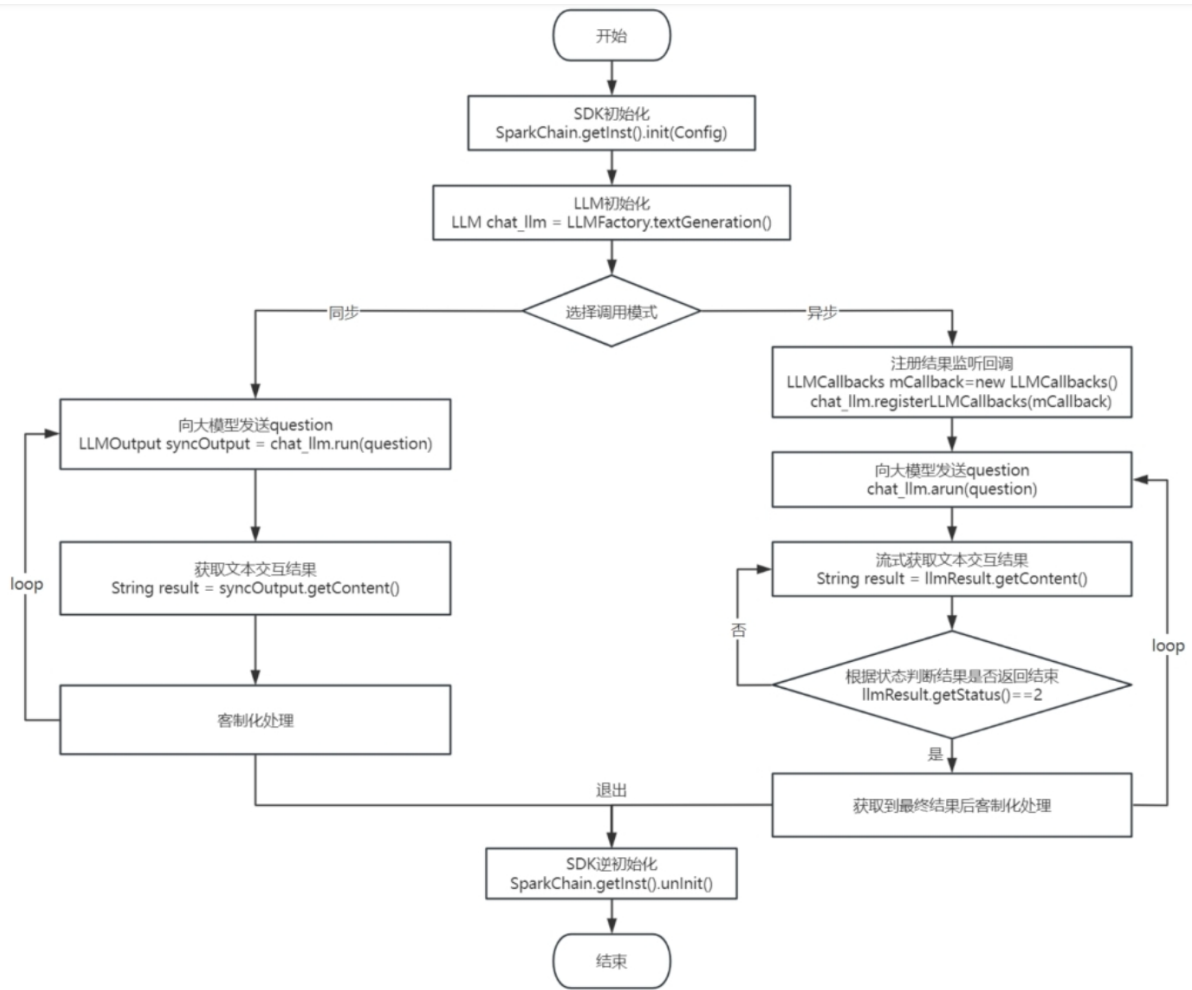 开始
SDK初始化
SparkChain.getInst().init(Config)
LLM初始化
LLM chat_llm = LLMFactory.textGeneration()
选择调用模式
同步
异步
向大模型发送question
LLMOutput syncOutput = chat_llm.run(question)
获取文本交互结果
String result = syncOutput.getContent()
客制化处理
loop
注册结果监听回调
LLMCallbacks mCallback=new LLMCallbacks()
chat_llm.registerLLMCallbacks(mCallback)
向大模型发送question
chat_llm.arun(question)
流式获取文本交互结果
String result = llmResult.getContent()
否
根据状态判断结果是否返回结束
llmResult.getStatus()==2
是
获取到最终结果后客制化处理
loop
退出
SDK逆初始化
SparkChain.getInst().unInit()
结束